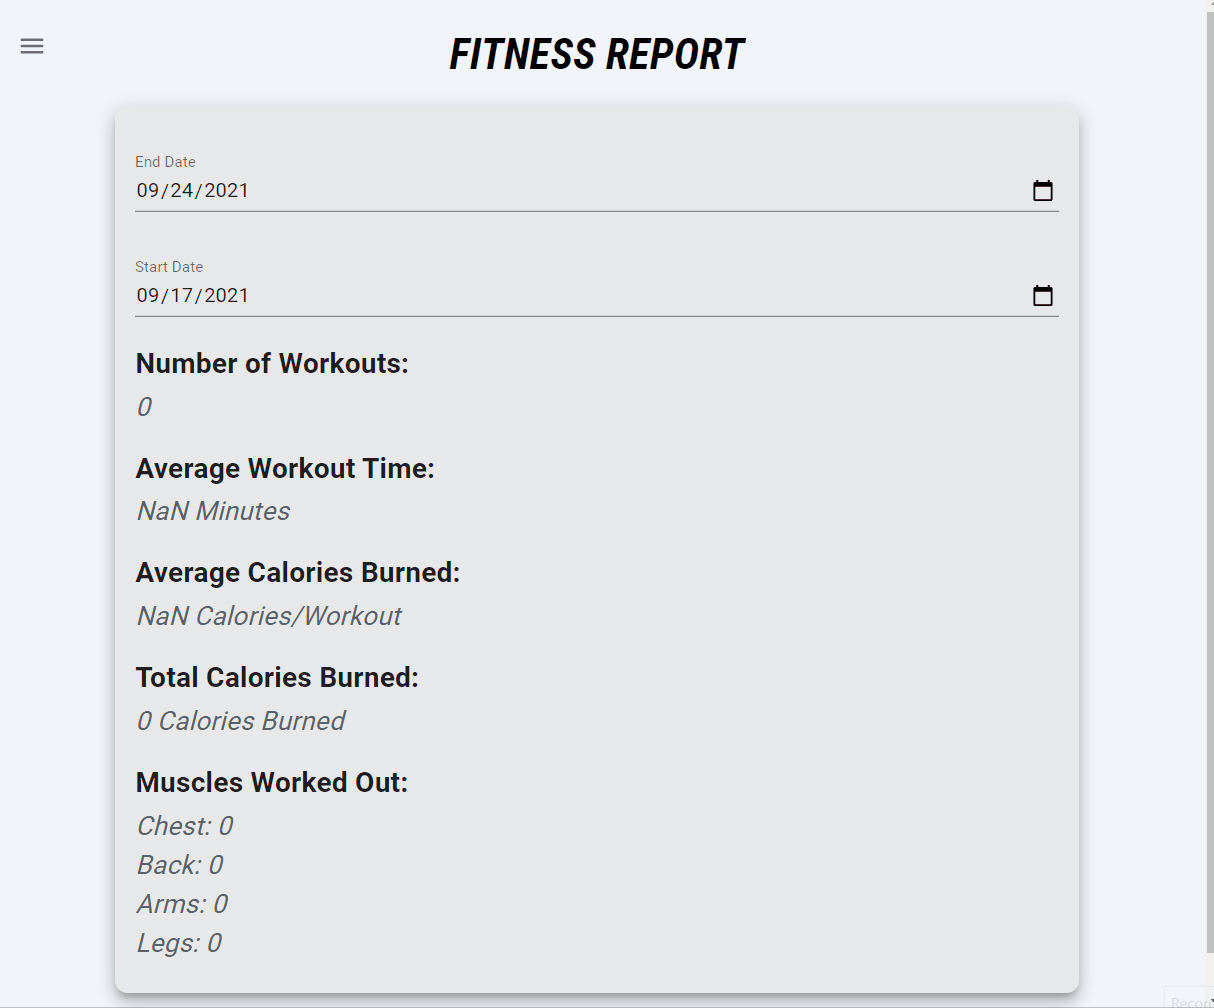 FITNESS REPORT
End Date
09/24/2021
Start Date
09/17/2021
Number of Workouts:
0
Average Workout Time:
NaN Minutes
Average Calories Burned:
NaN Calories/Workout
Total Calories Burned:
0 Calories Burned
Muscles Worked Out:
Chest: 0
Back: 0
Arms: 0
Legs: 0